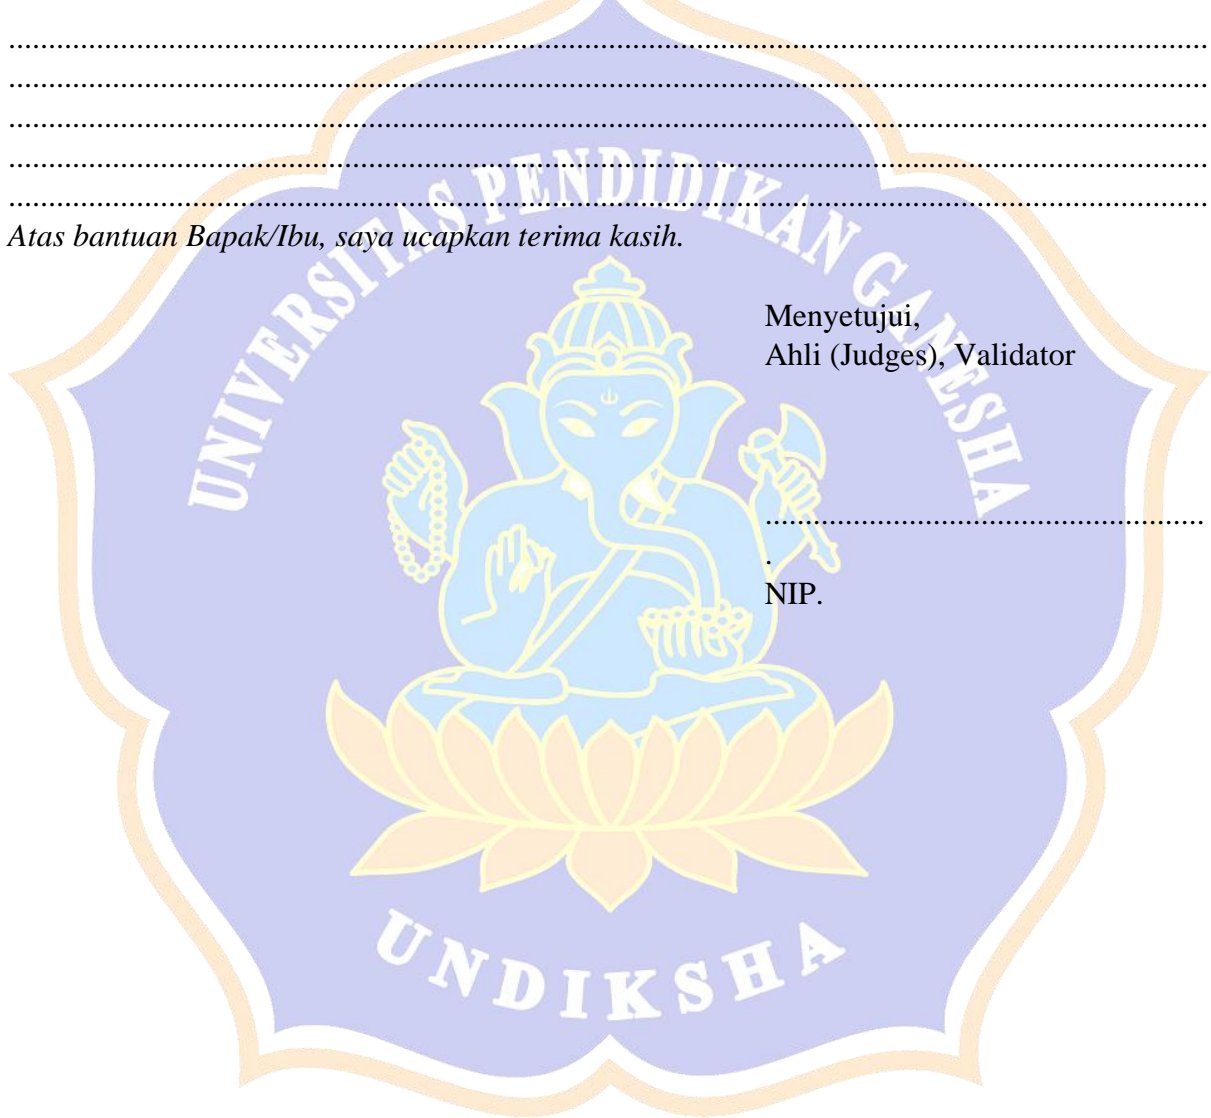 ........................................................................................................................................................
........................................................................................................................................................
........................................................................................................................................................
........................................................................................................................................................
........................................................................................................................................................
Atas bantuan Bapak/Ibu, saya ucapkan terima kasih.
UNIVERSITAS PENDIDIKAN GANESHA
Menyetujui,
Ahli (Judges), Validator
.......................................................
.
NIP.
UNDIKSHA